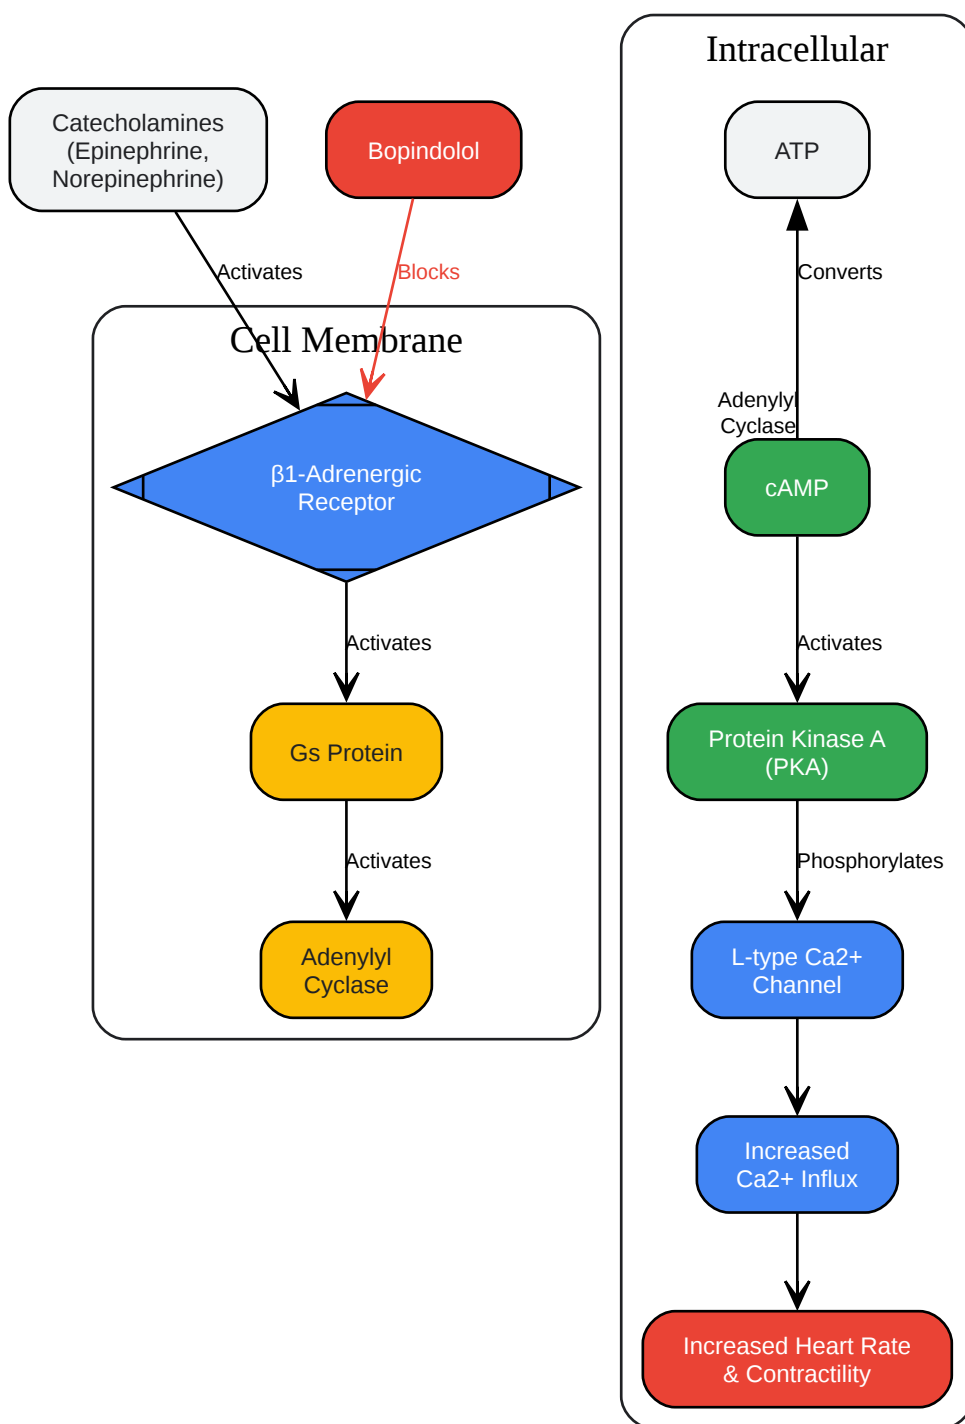 Intracellular
Catecholamines
(Epinephrine,
Norepinephrine)
Bopindolol
ATP
Activates
Blocks
Converts
Cell Membrane
Adenylyl
Cyclase
β1-Adrenergic
Receptor
cAMP
Activates
Activates
Gs Protein
Protein Kinase A
(PKA)
Activates
Phosphorylates
Adenylyl
Cyclase
L-type Ca2+
Channel
Increased
Ca2+ Influx
Increased Heart Rate
& Contractility